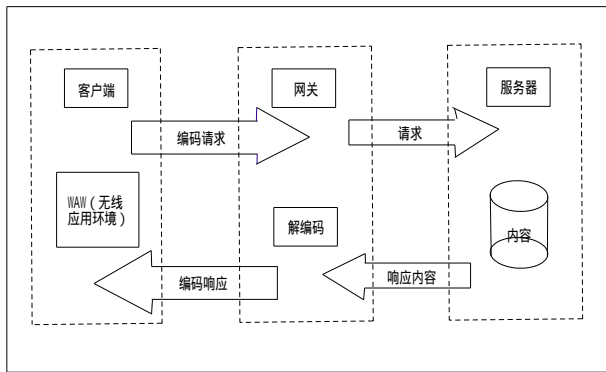 客户端
网关
服务器
编码请求
请求
WAW（无线
应用环境）
解编码
内容
编码响应
响应内容